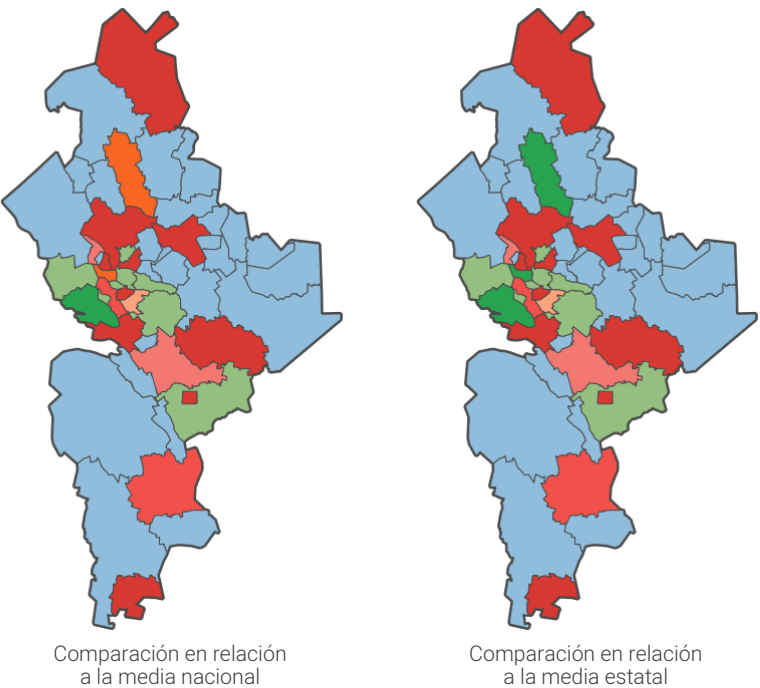 Comparación en relación
a la media nacional
Comparación en relación
a la media estatal